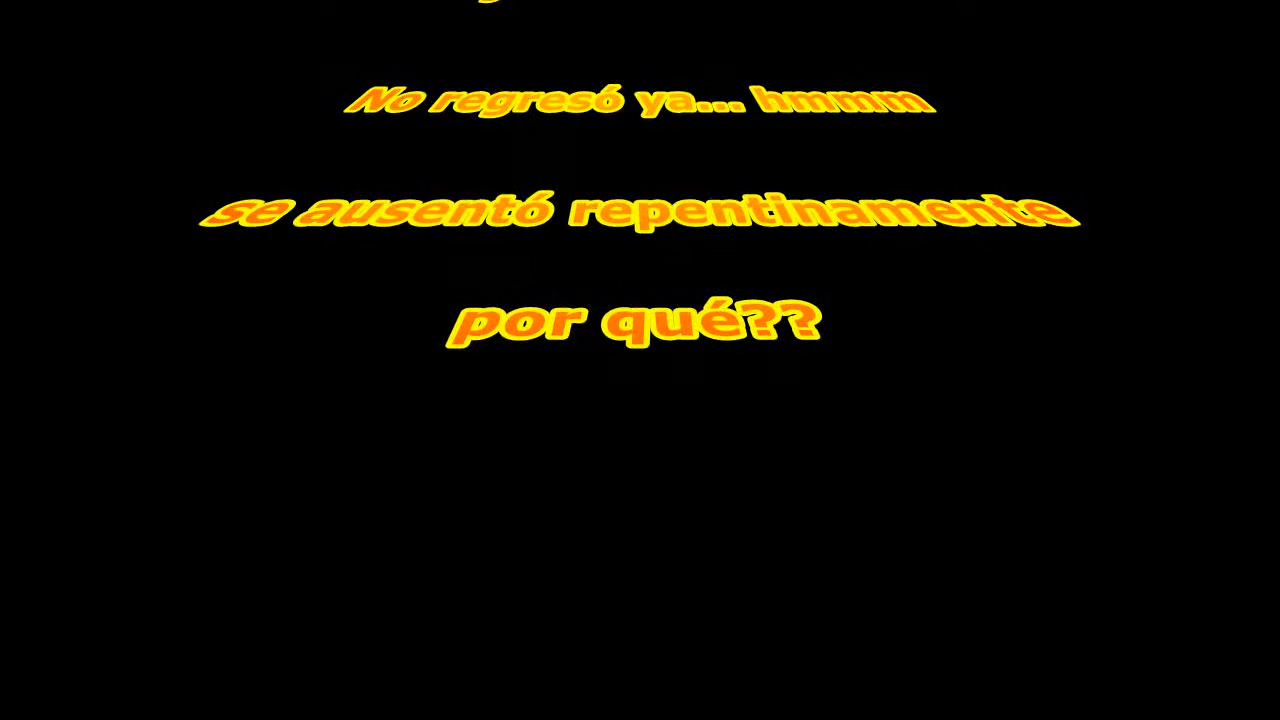 No regresó ya... hmmm
se ausentó repentinamente
por qué??